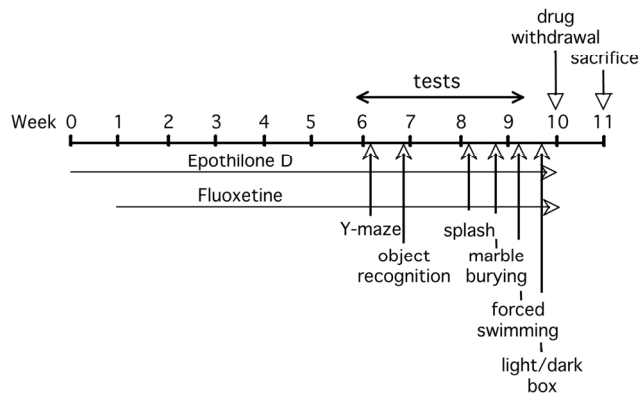 drug
withdrawal
sacrifice
tests
Week 0 1 2 3 4 5 6 7 8 9 10 11
Epothilone D
Fluoxetine
Y-maze
object
recognition
splash
marble
burying
forced
swimming
light/dark
box